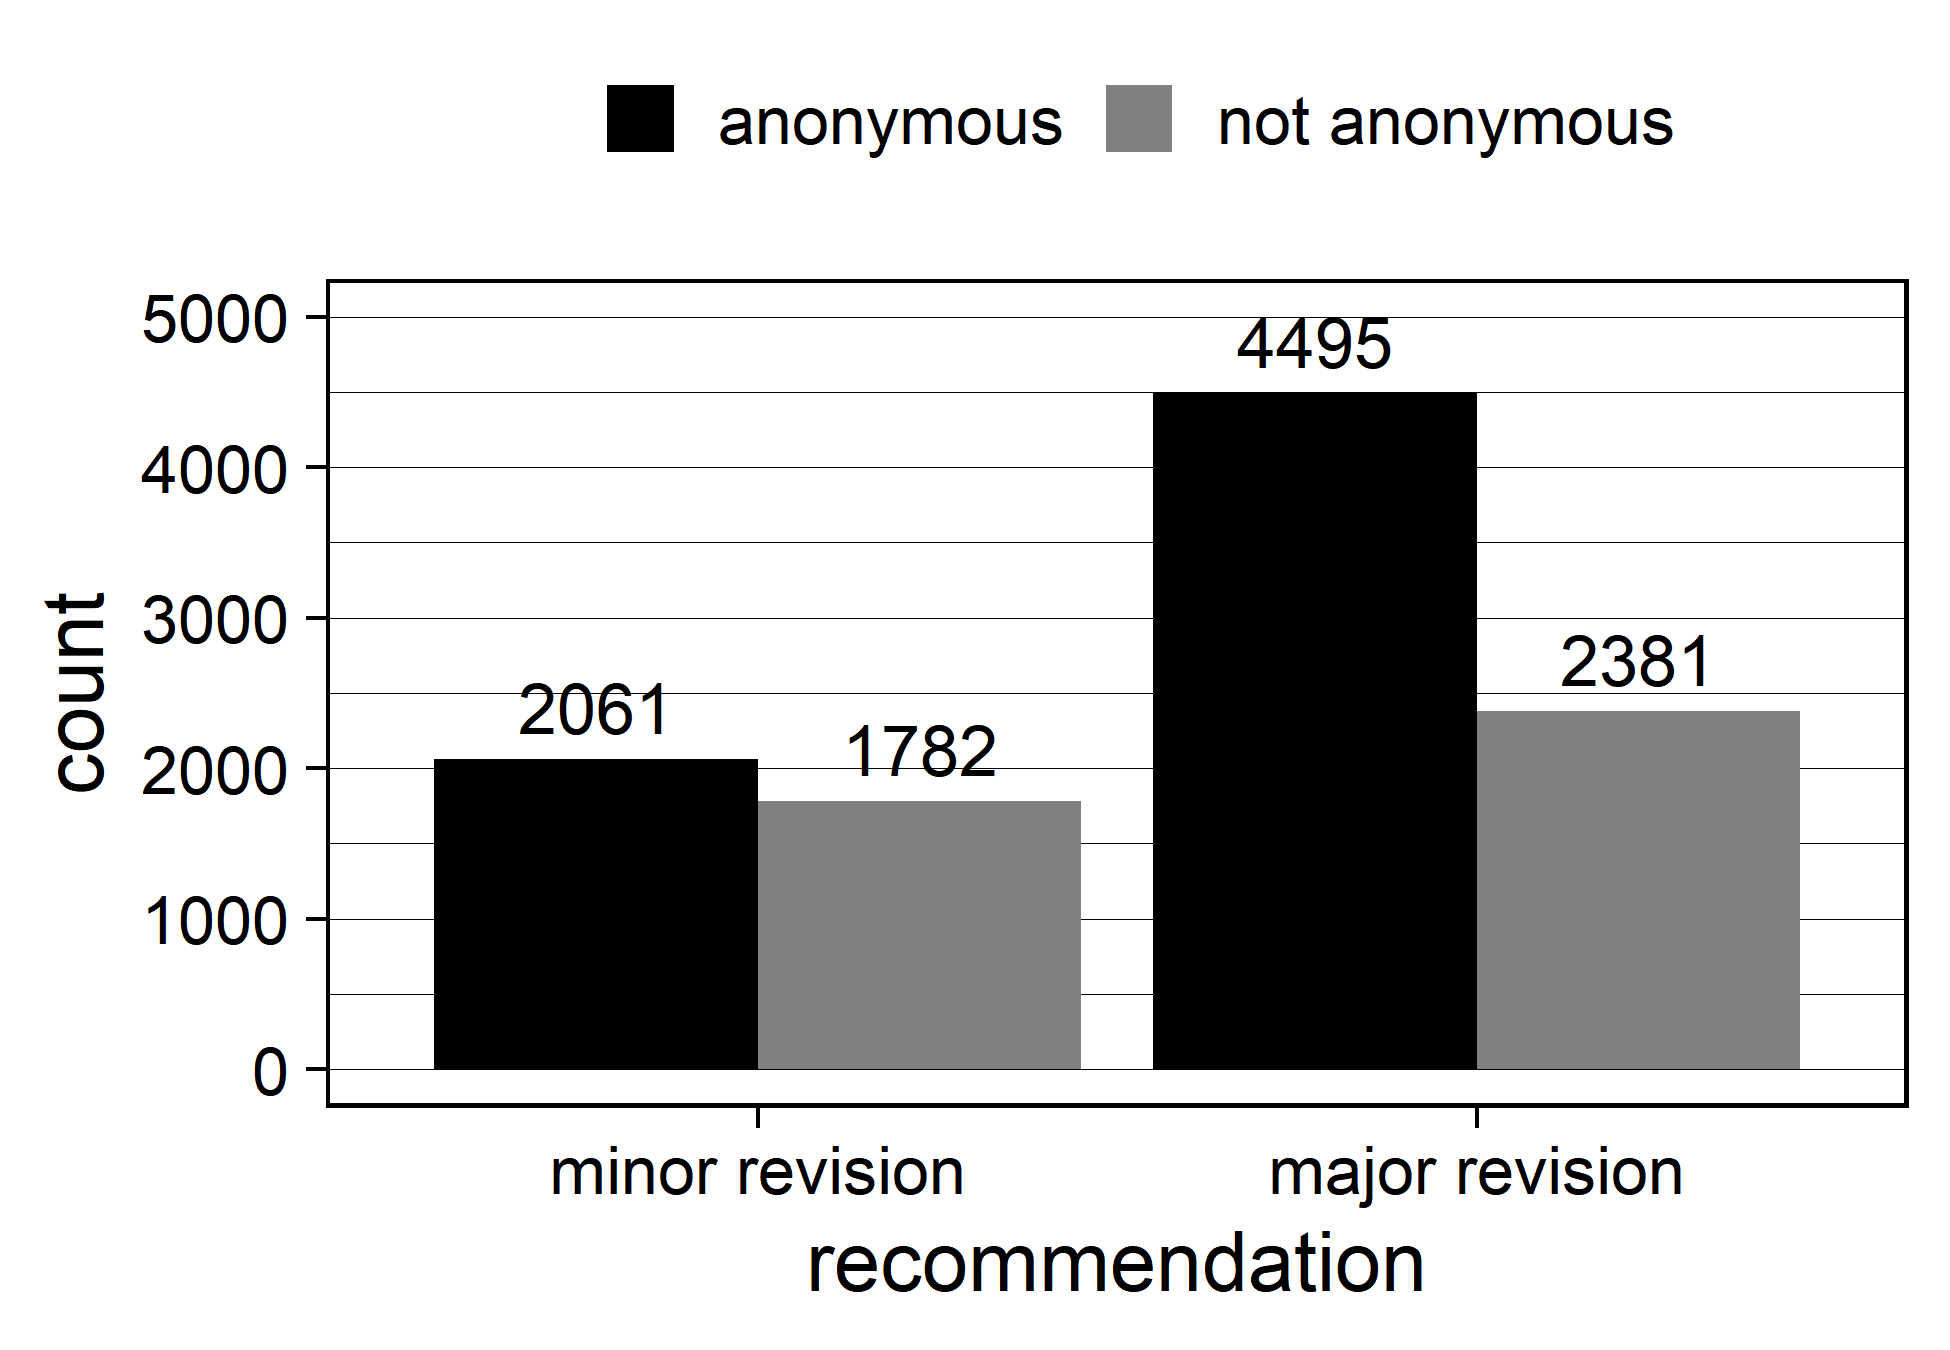 anonymous not anonymous
5000
4495
4000
3000
2381
2061
1782
2000
1000
0
count
minor revision major revision
recommendation